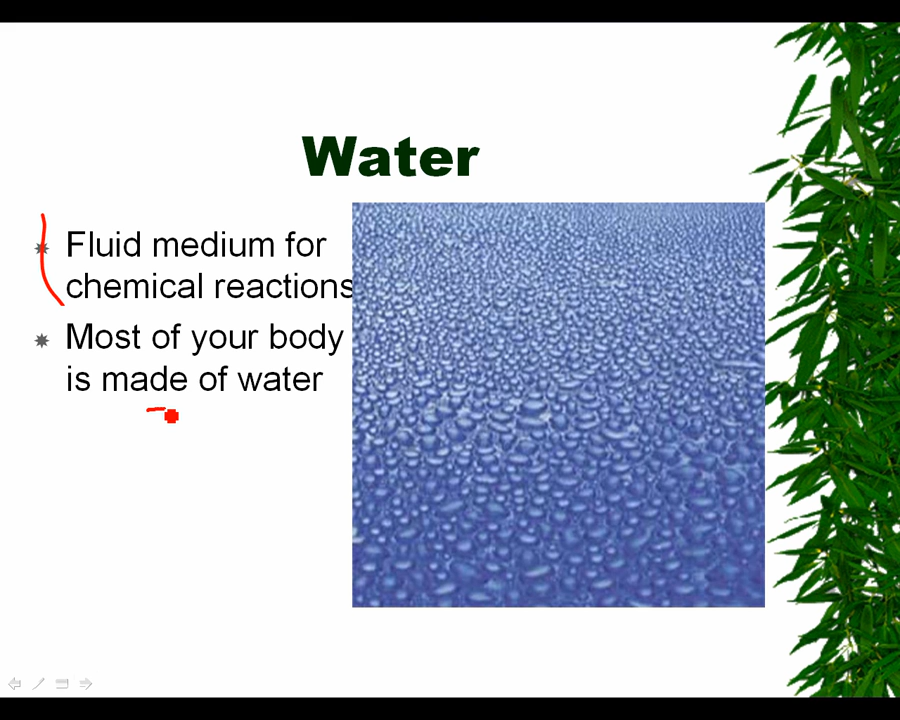 Water
Fluid medium for
chemical reactions
Most of your body
is made of water